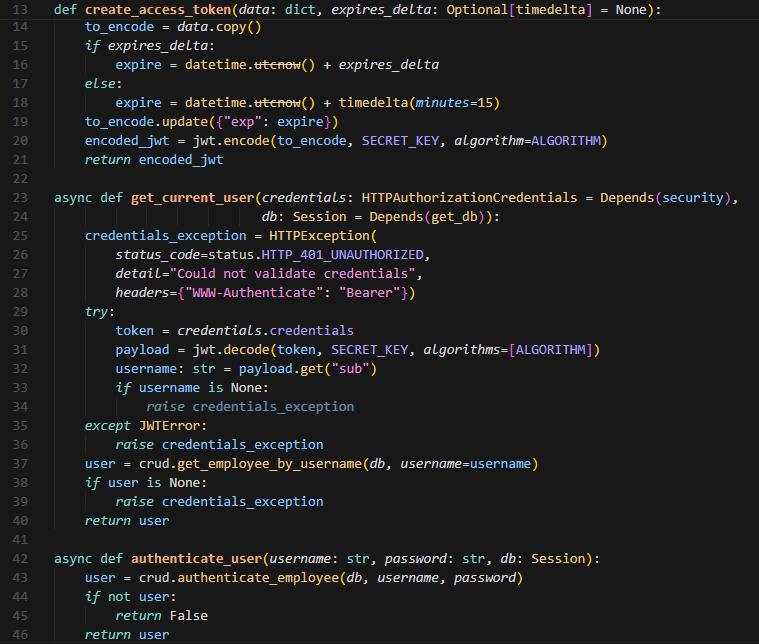 13 def create_access_token(data: dict, expires_delta: Optional[timedelta] = None):
14     to_encode = data.copy()
15     if expires_delta:
16         expire = datetime.utcnow() + expires_delta
17     else:
18         expire = datetime.utcnow() + timedelta(minutes=15)
19     to_encode.update({"exp": expire})
20     encoded_jwt = jwt.encode(to_encode, SECRET_KEY, algorithm=ALGORITHM)
21     return encoded_jwt
22
23 async def get_current_user(credentials: HTTPAuthorizationCredentials = Depends(security),
24                            db: Session = Depends(get_db)):
25     credentials_exception = HTTPException(
26         status_code=status.HTTP_401_UNAUTHORIZED,
27         detail="Could not validate credentials",
28         headers={"WWW-Authenticate": "Bearer"})
29     try:
30         token = credentials.credentials
31         payload = jwt.decode(token, SECRET_KEY, algorithms=[ALGORITHM])
32         username: str = payload.get("sub")
33         if username is None:
34             raise credentials_exception
35     except JWTError:
36         raise credentials_exception
37     user = crud.get_employee_by_username(db, username=username)
38     if user is None:
39         raise credentials_exception
40     return user
41
42 async def authenticate_user(username: str, password: str, db: Session):
43     user = crud.authenticate_employee(db, username, password)
44     if not user:
45         return False
46     return user